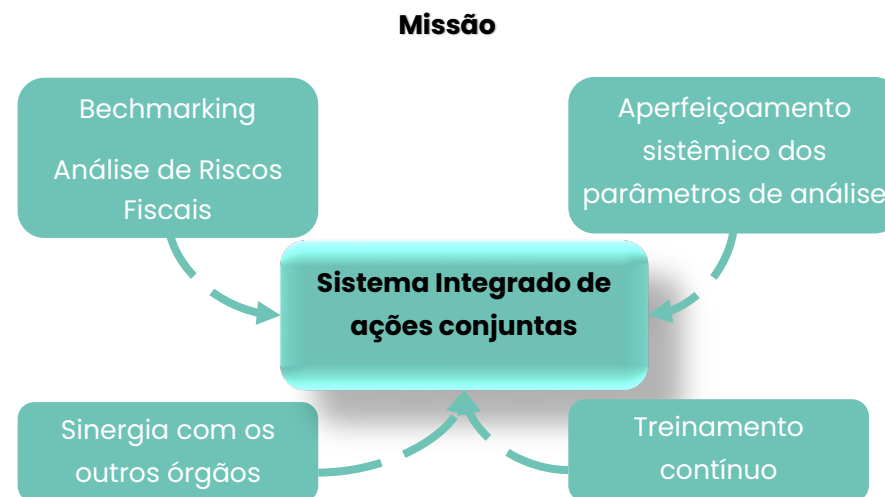 Missão
Bechmarking
Análise de Riscos
Fiscais
Aperfeiçoamento
sistêmico dos
parâmetros de análise
Sistema Integrado de
ações conjuntas
Sinergia com os
outros órgãos
Treinamento
contínuo